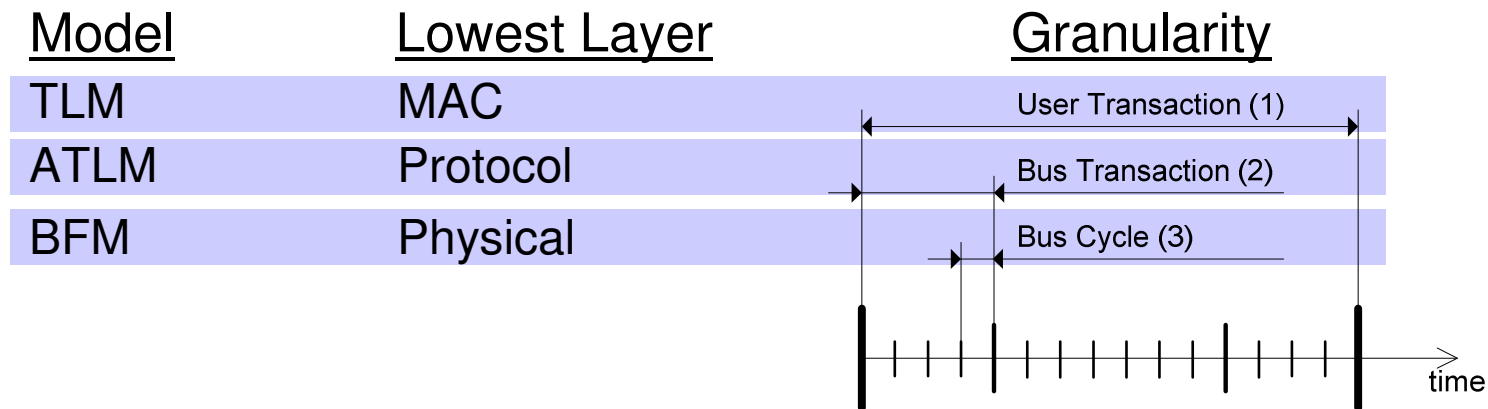 Model Lowest Layer Granularity
TLM MAC User Transaction (1)
ATLM Protocol Bus Transaction (2)
BFM Physical Bus Cycle (3)
time